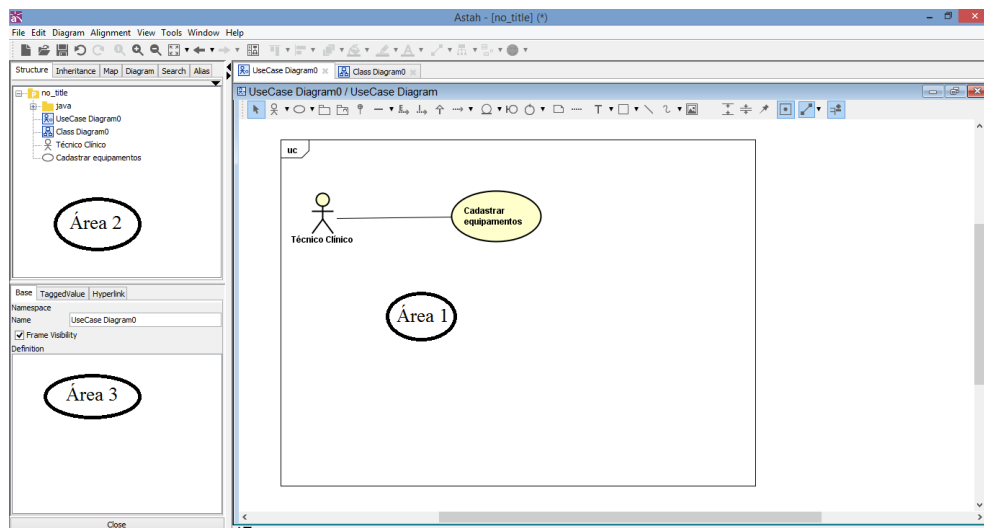 Astah - [no_title] (*)
File Edit Diagram Alignment View Tools Window Help
Structure Inheritance Map Diagram Search Alias
no_title
java
UseCase Diagram0
Class Diagram0
Técnico Clínico
Cadastrar equipamentos
Área 2
Base TaggedValue Hyperlink
Namespace
Name UseCase Diagram0
Frame Visibility
Definition
Área 3
Close
UseCase Diagram0 Class Diagram0
UseCase Diagram0 / UseCase Diagram
uc
Cadastrar
equipamentos
Técnico Clínico
Área 1